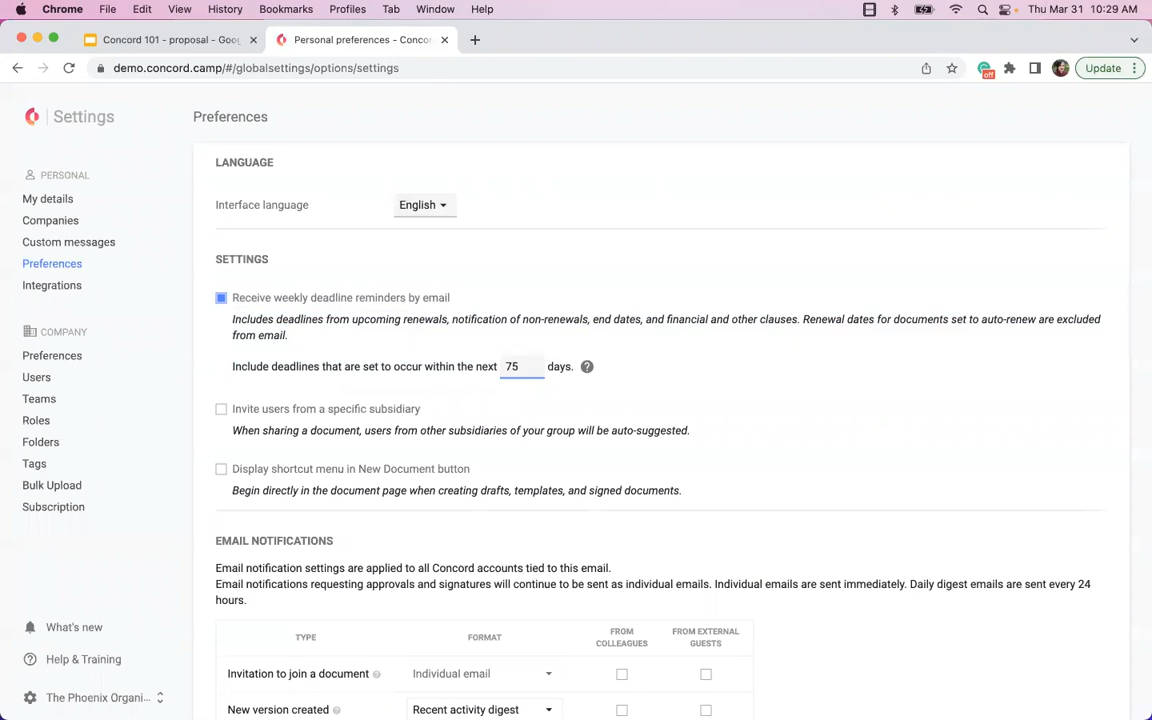 Chrome File Edit View History Bookmarks Profiles Tab Window Help Thu Mar 31 10:29 AM
Concord 101 - proposal - Goo
Personal preferences - Concor
demo.concord.camp/#/globalsettings/options/settings
off
Update
Settings
Preferences
PERSONAL
My details
Companies
Custom messages
Preferences
Integrations
COMPANY
Preferences
Users
Teams
Roles
Folders
Tags
Bulk Upload
Subscription
What's new
Help & Training
The Phoenix Organi...
LANGUAGE
Interface language English
SETTINGS
Receive weekly deadline reminders by email
Includes deadlines from upcoming renewals, notification of non-renewals, end dates, and financial and other clauses. Renewal dates for documents set to auto-renew are excluded
from email.
Include deadlines that are set to occur within the next 75 days. ?
Invite users from a specific subsidiary
When sharing a document, users from other subsidiaries of your group will be auto-suggested.
Display shortcut menu in New Document button
Begin directly in the document page when creating drafts, templates, and signed documents.
EMAIL NOTIFICATIONS
Email notification settings are applied to all Concord accounts tied to this email.
Email notifications requesting approvals and signatures will continue to be sent as individual emails. Individual emails are sent immediately. Daily digest emails are sent every 24
hours.
TYPE FORMAT FROM COLLEAGUES FROM EXTERNAL GUESTS
Invitation to join a document ? Individual email
New version created ? Recent activity digest